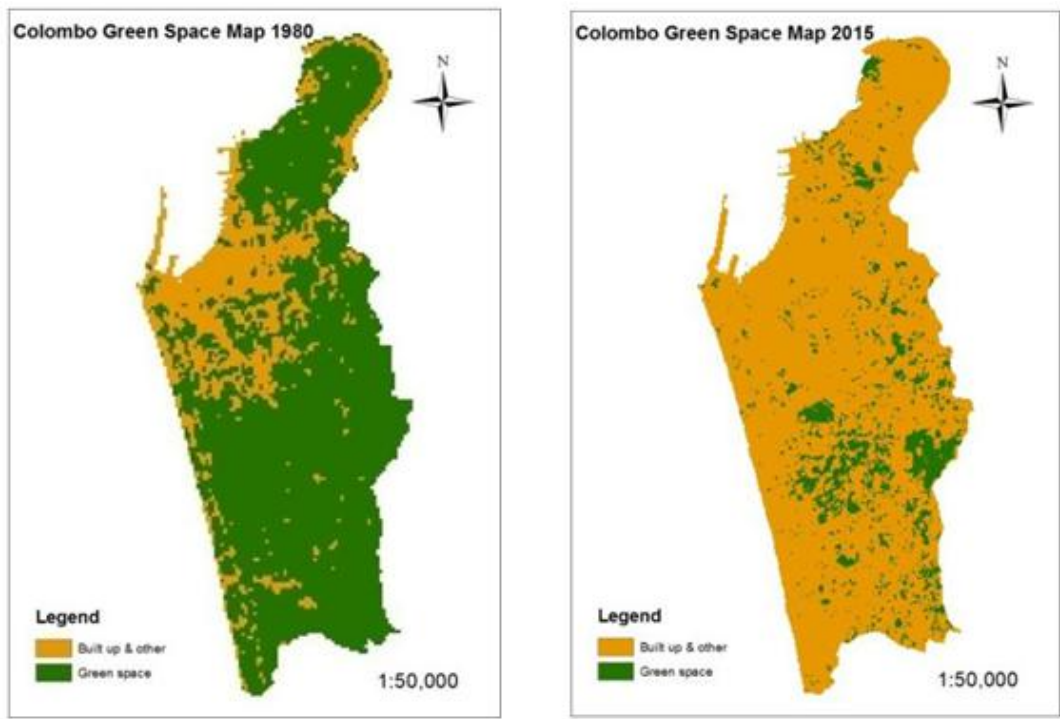 Colombo Green Space Map 1980
N
Legend
Built up & other
Green space
1:50,000
Colombo Green Space Map 2015
N
Legend
Built up & other
Green space
1:50,000